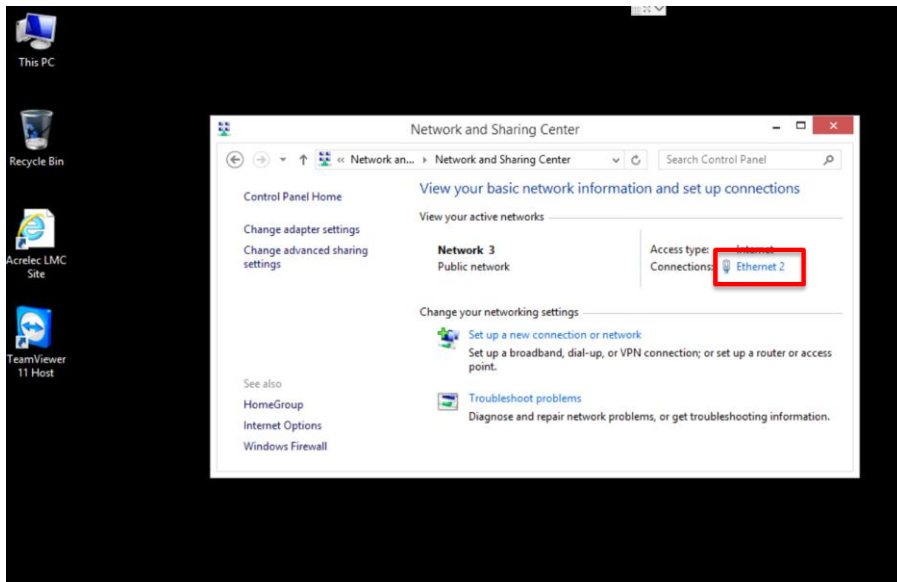 This PC
Recycle Bin
Acrelec LMC
Site
TeamViewer
11 Host
Network and Sharing Center
« Network an... Network and Sharing Center
Search Control Panel
Control Panel Home
Change adapter settings
Change advanced sharing
settings
See also
HomeGroup
Internet Options
Windows Firewall
View your basic network information and set up connections
View your active networks
Network 3
Public network
Access type: Internet
Connections: Ethernet 2
Change your networking settings
Set up a new connection or network
Set up a broadband, dial-up, or VPN connection; or set up a router or access
point.
Troubleshoot problems
Diagnose and repair network problems, or get troubleshooting information.